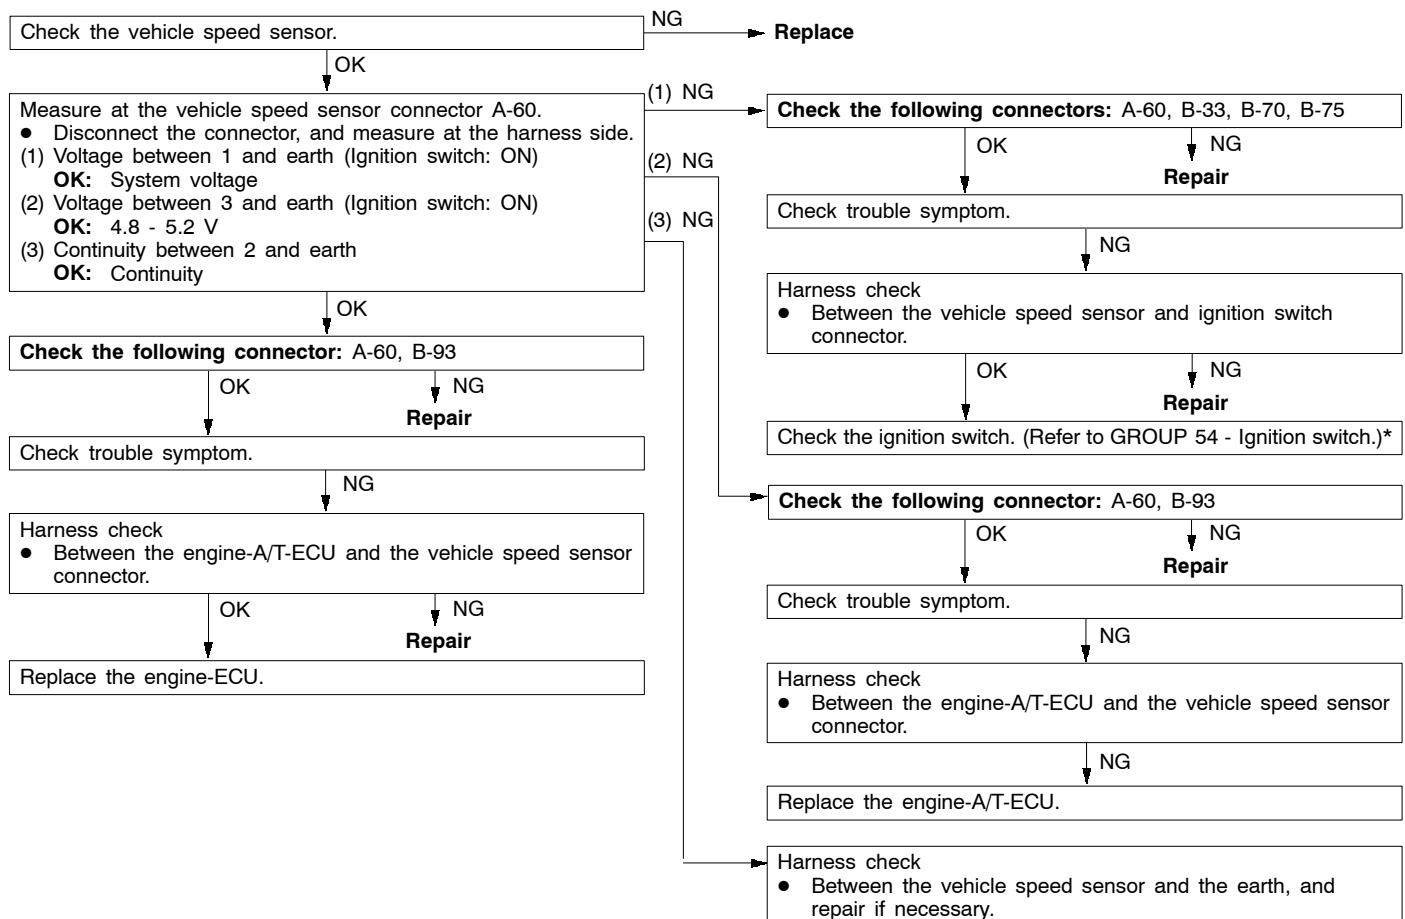 Check the vehicle speed sensor.
NG
Replace
OK
Measure at the vehicle speed sensor connector A-60.
● Disconnect the connector, and measure at the harness side.
(1) Voltage between 1 and earth (Ignition switch: ON)
OK: System voltage
(2) Voltage between 3 and earth (Ignition switch: ON)
OK: 4.8 - 5.2 V
(3) Continuity between 2 and earth
OK: Continuity
(1) NG
(2) NG
(3) NG
OK
Check the following connector: A-60, B-93
OK
NG
Repair
Check trouble symptom.
NG
Harness check
● Between the engine-A/T-ECU and the vehicle speed sensor
connector.
OK
NG
Repair
Replace the engine-ECU.
Check the following connectors: A-60, B-33, B-70, B-75
OK
NG
Repair
Check trouble symptom.
NG
Harness check
● Between the vehicle speed sensor and ignition switch
connector.
OK
NG
Repair
Check the ignition switch. (Refer to GROUP 54 - Ignition switch.)*
Check the following connector: A-60, B-93
OK
NG
Repair
Check trouble symptom.
NG
Harness check
● Between the engine-A/T-ECU and the vehicle speed sensor
connector.
NG
Replace the engine-A/T-ECU.
Harness check
● Between the vehicle speed sensor and the earth, and
repair if necessary.